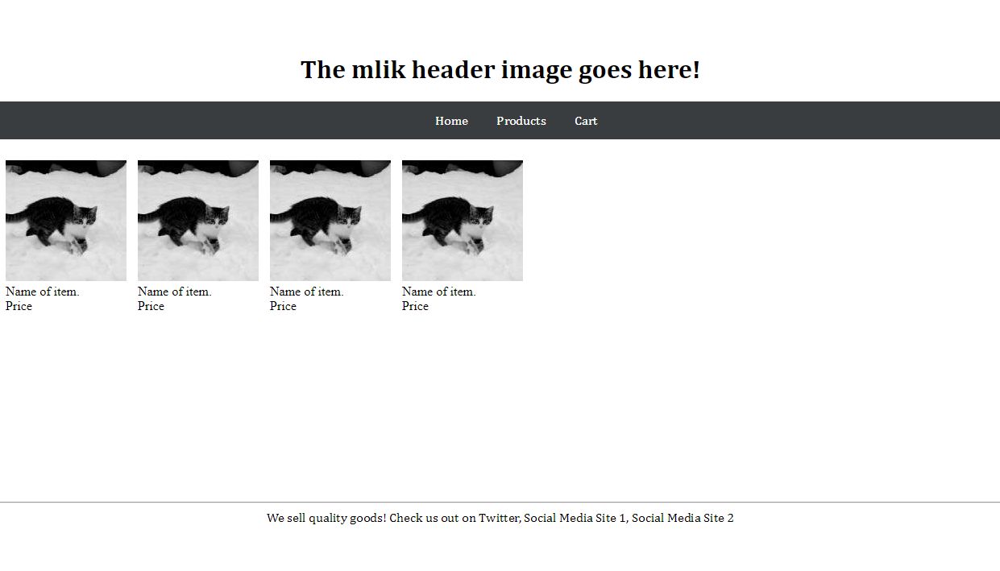 The mlik header image goes here!
Home Products Cart
Name of item. Name of item. Name of item. Name of item.
Price Price Price Price
We sell quality goods! Check us out on Twitter, Social Media Site 1, Social Media Site 2